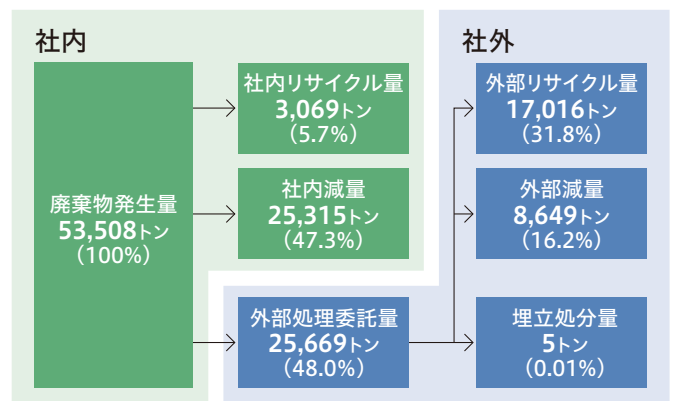 社内
廃棄物発生量
53,508トン
(100%)
社内リサイクル量
3,069トン
(5.7%)
社内減量
25,315トン
(47.3%)
外部処理委託量
25,669トン
(48.0%)
社外
外部リサイクル量
17,016トン
(31.8%)
外部減量
8,649トン
(16.2%)
埋立処分量
5トン
(0.01%)